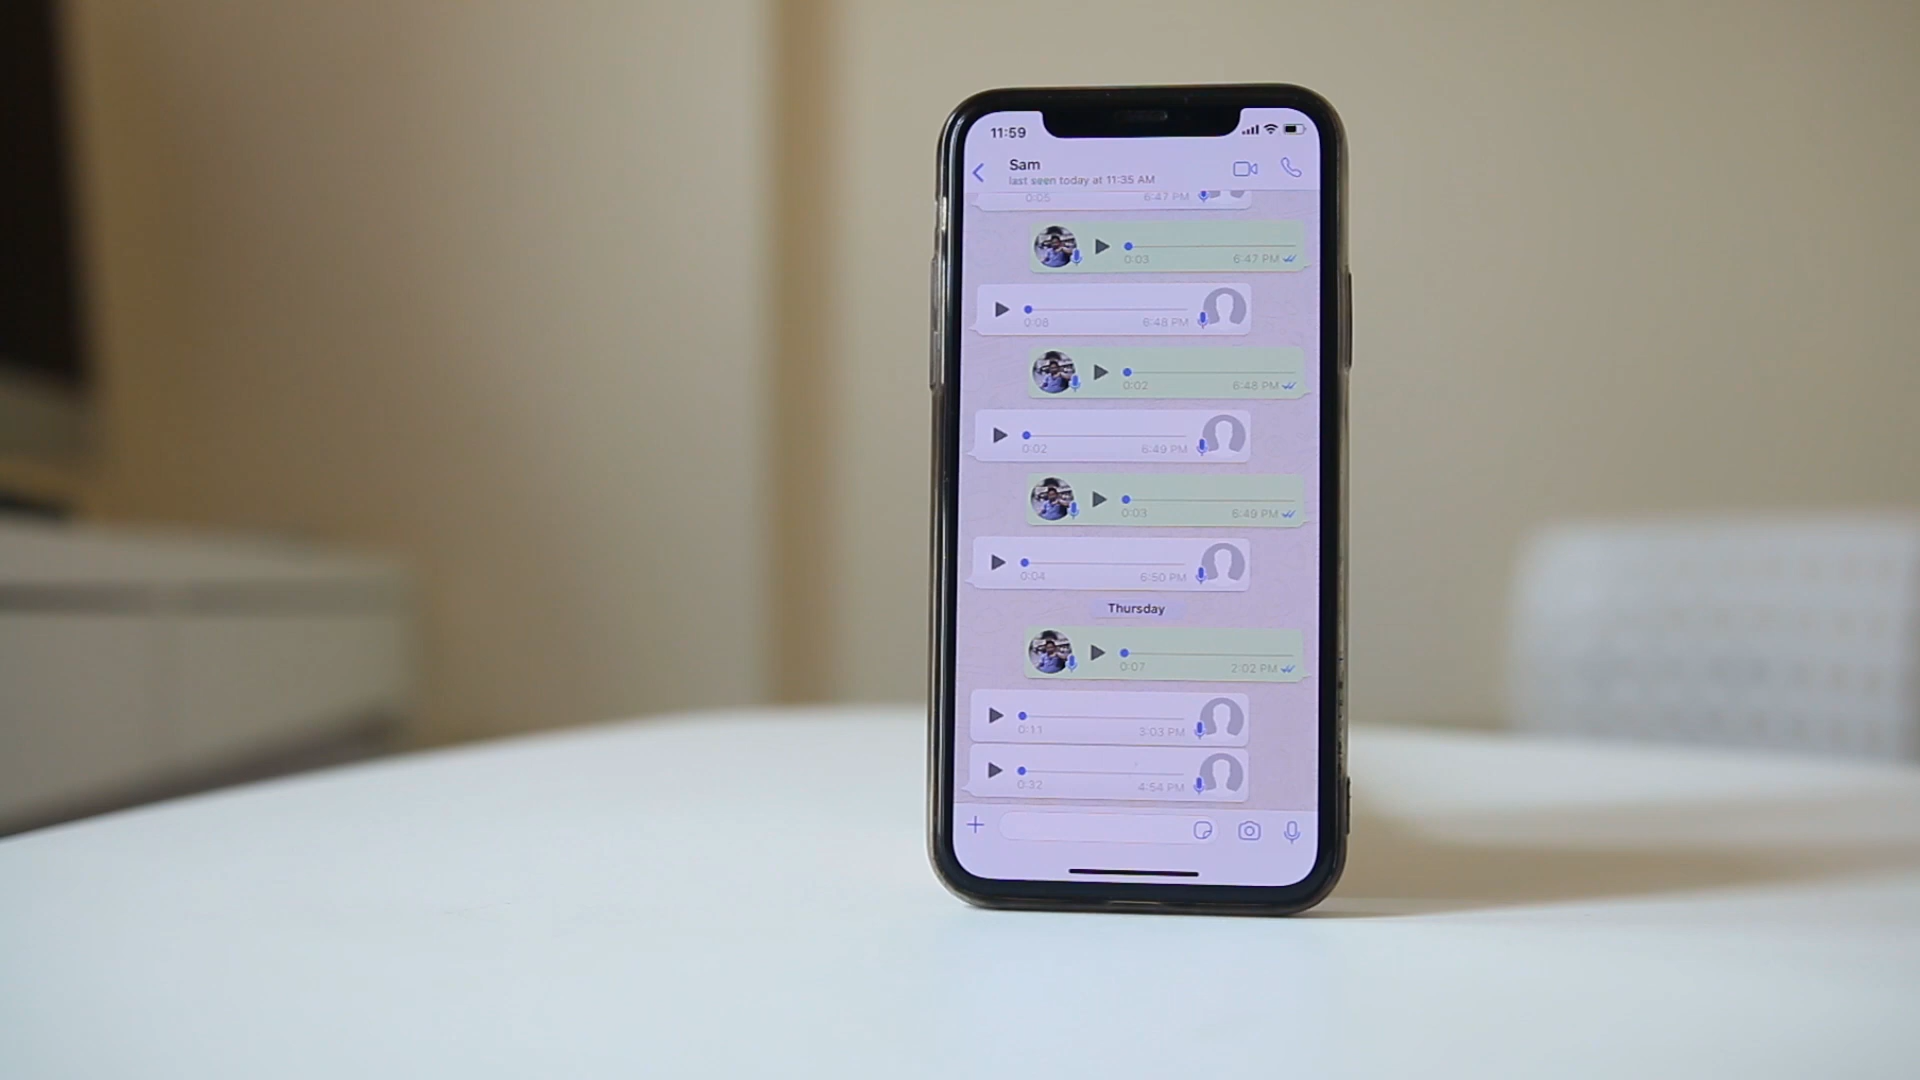 11:59
Sam
last seen today at 11:35 AM
0:05 6:47 PM
0:03 6:47 PM
0:08 6:48 PM
0:02 6:48 PM
0:02 6:49 PM
0:03 6:49 PM
0:04 6:50 PM
Thursday
0:07 2:02 PM
0:11 3:03 PM
0:32 4:54 PM